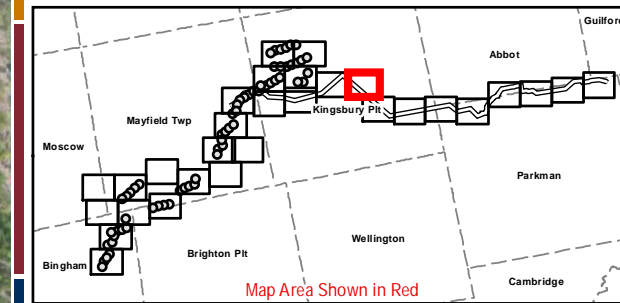 Guilford
Abbot
Kingsbury Plt
Mayfield Twp
Moscow
Parkman
Wellington
Brighton Plt
Bingham
Cambridge
Map Area Shown in Red